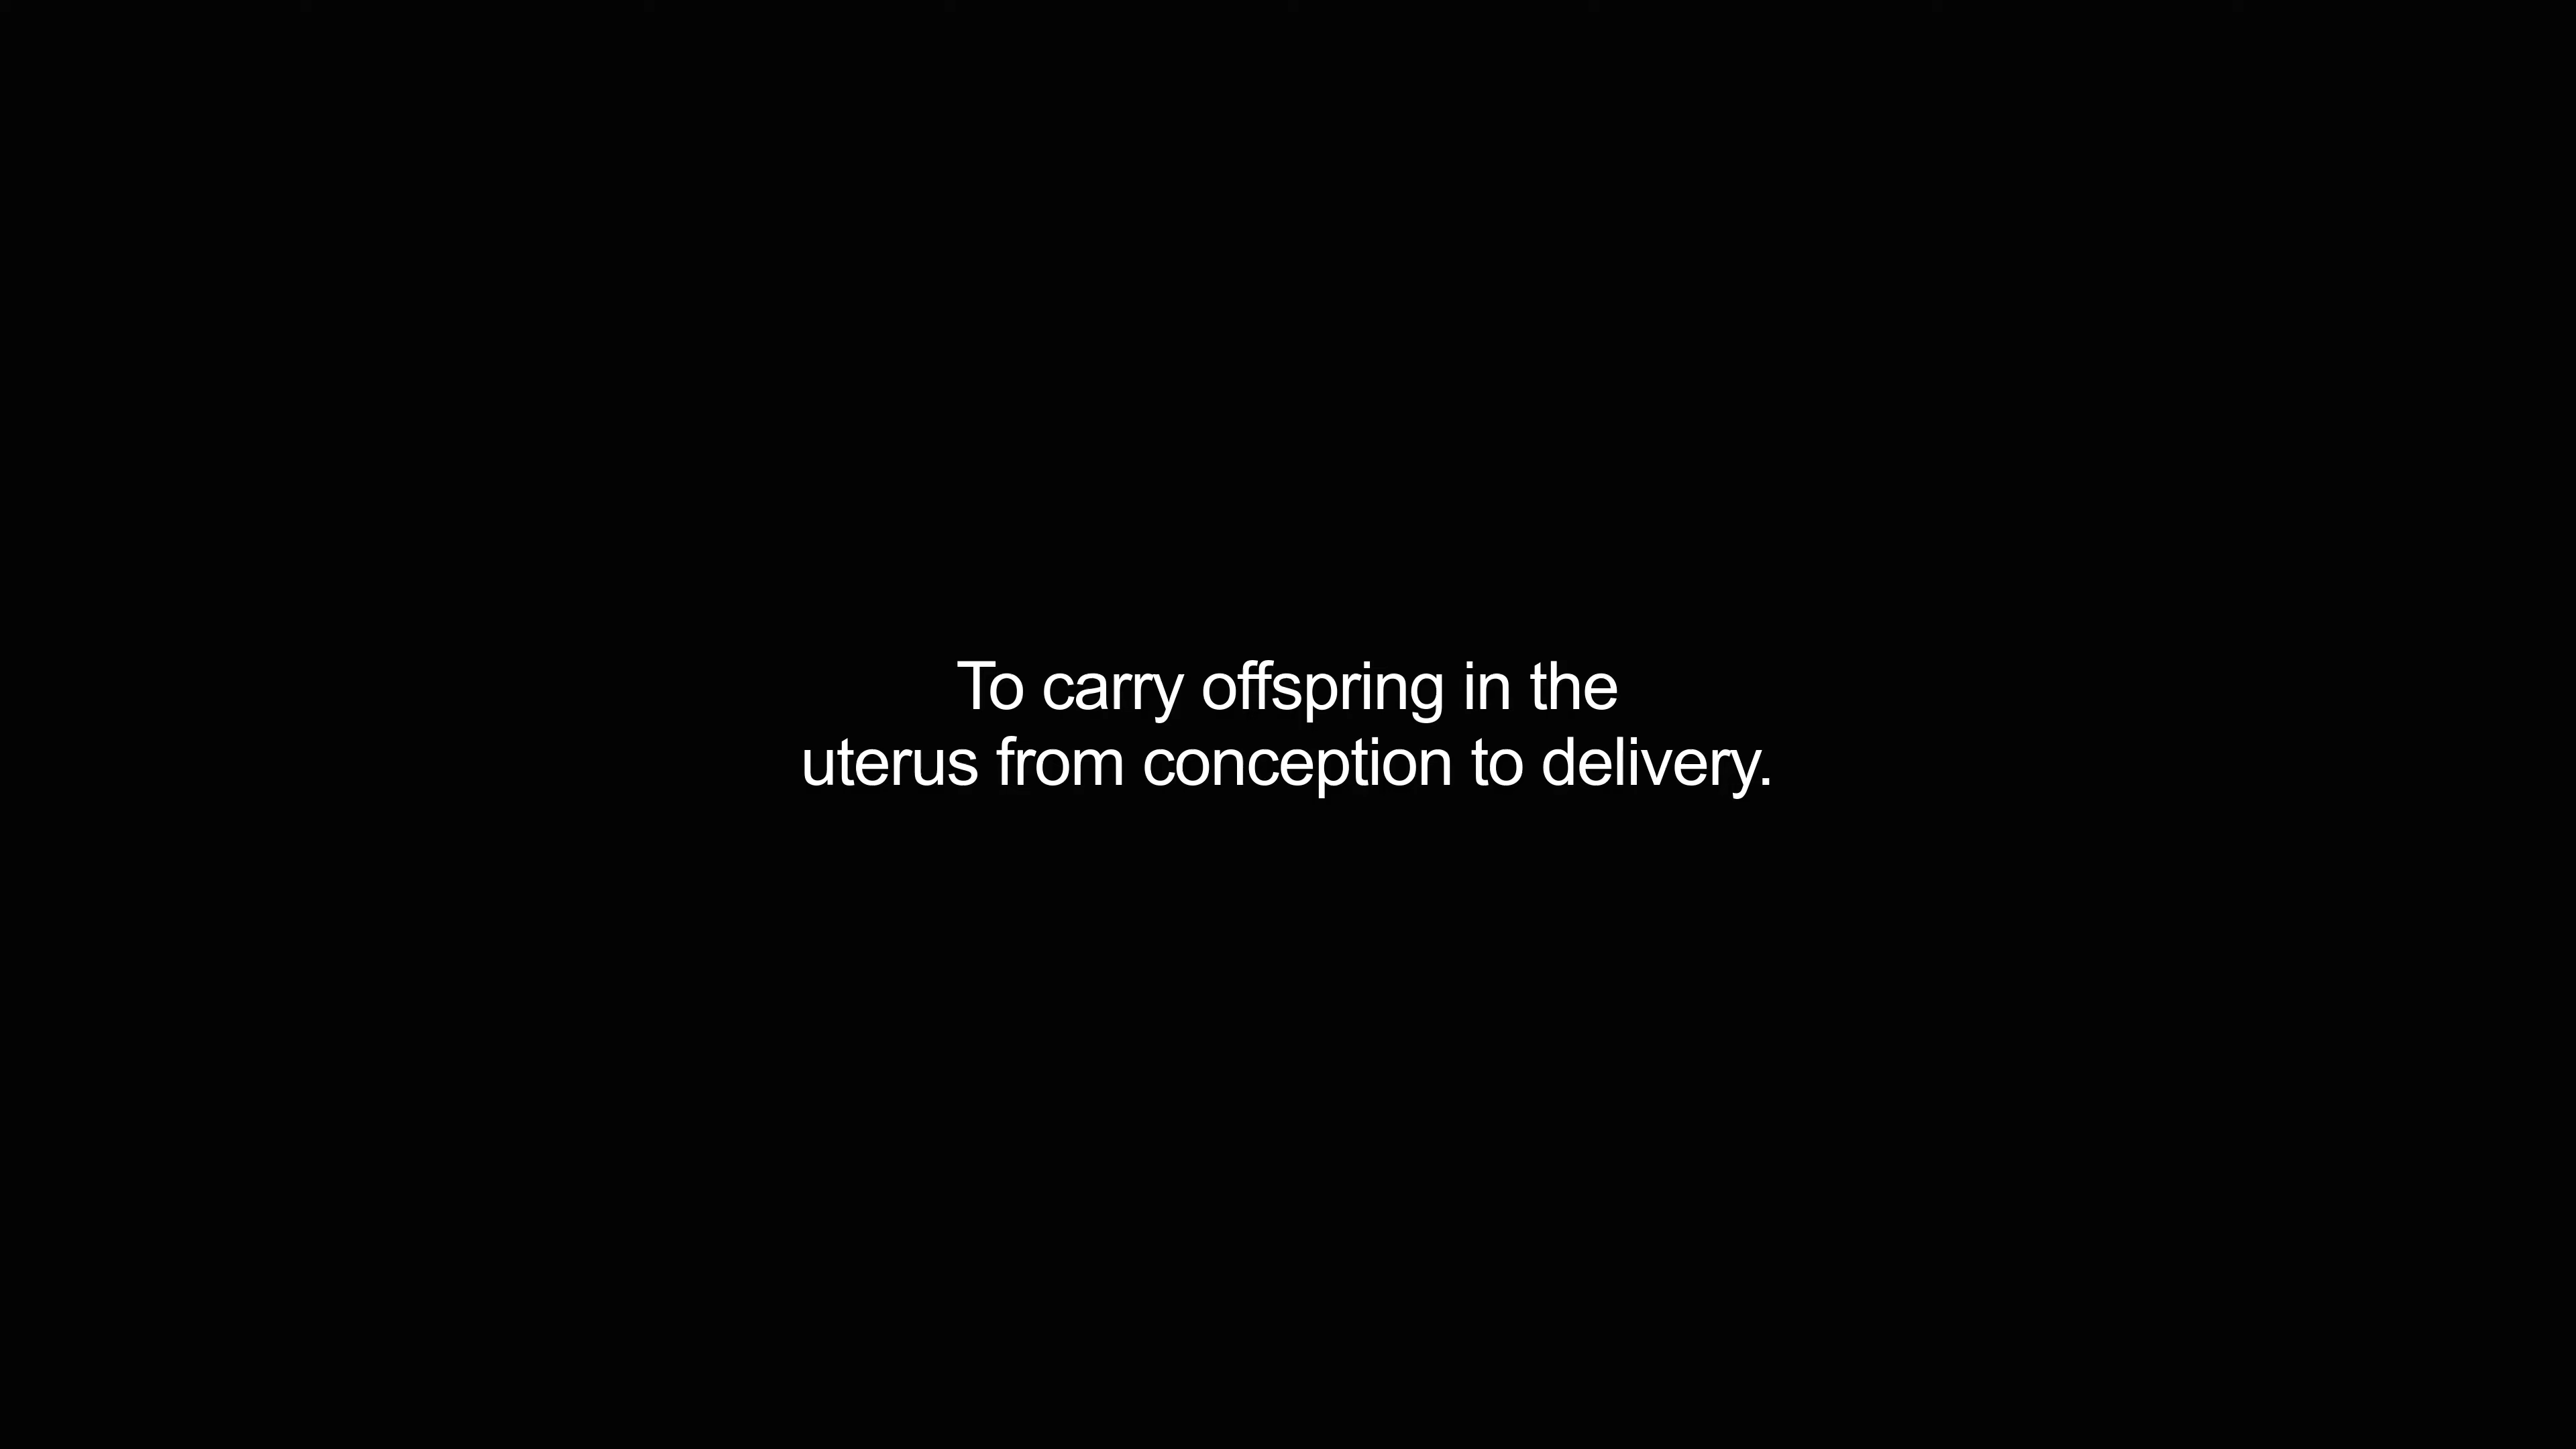 To carry offspring in the
uterus from conception to delivery.